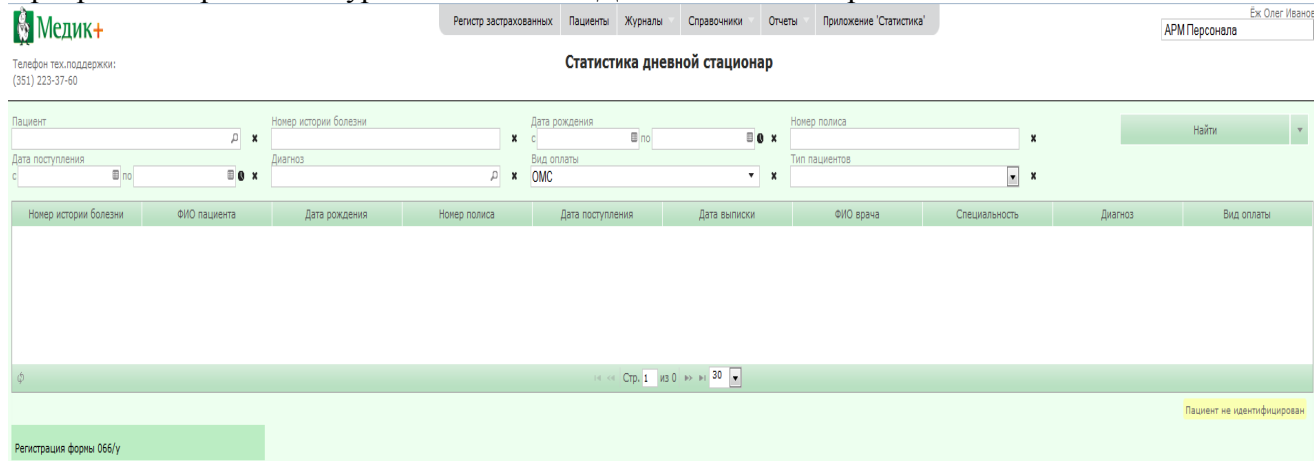 Медик+
Регистр застрахованных Пациенты Журналы Справочники Отчеты Приложение 'Статистика'
Ёж Олег Иванов
АРМ Персонала
Телефон тех.поддержки:
(351) 223-37-60
Статистика дневной стационар
Пациент Номер истории болезни Дата рождения Номер полиса
с по
Найти
Дата поступления Диагноз Вид оплаты Тип пациентов
с по ОМС
Номер истории болезни ФИО пациента Дата рождения Номер полиса Дата поступления Дата выписки ФИО врача Специальность Диагноз Вид оплаты
Стр. 1 из 0 30
Пациент не идентифицирован
Регистрация формы 066/у